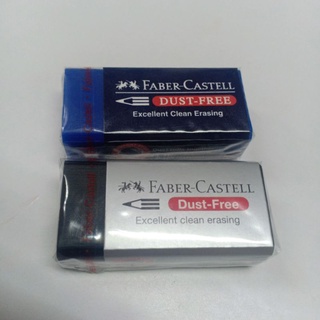 FABER-CASTELL
DUST-FREE
Excellent Clean Erasing
FABER-CASTELL
Dust-Free
Excellent clean erasing